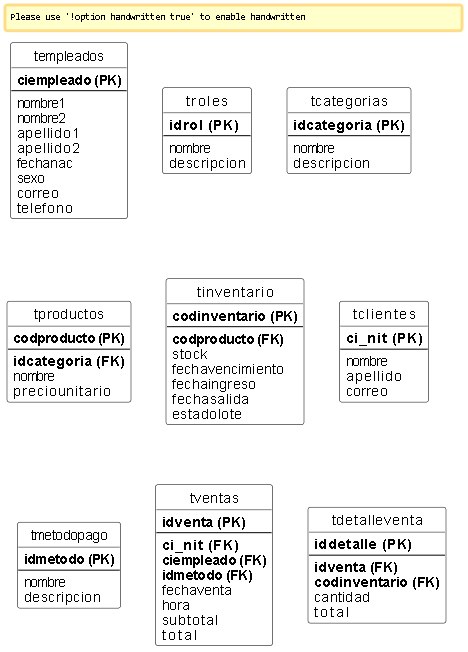 Please use '!option handwritten true' to enable handwritten
templeados
ciempleado (PK)
nombre1
nombre2
apellido1
apellido2
fechanac
sexo
correo
telefono
troles
idrol (PK)
nombre
descripcion
tcategorias
idcategoria (PK)
nombre
descripcion
tproductos
codproducto (PK)
idcategoria (FK)
nombre
preciounitario
tinventario
codinventario (PK)
codproducto (FK)
stock
fechavencimiento
fechaingreso
fechasalida
estadolote
tclientes
ci_nit (PK)
nombre
apellido
correo
tmetodopago
idmetodo (PK)
nombre
descripcion
tventas
idventa (PK)
ci_nit (FK)
ciempleado (FK)
idmetodo (FK)
fechaventa
hora
subtotal
total
tdetalleventa
iddetalle (PK)
idventa (FK)
codinventario (FK)
cantidad
total